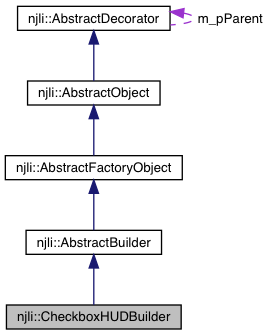 njli::AbstractDecorator
m_pParent
njli::AbstractObject
njli::AbstractFactoryObject
njli::AbstractBuilder
njli::CheckboxHUDBuilder